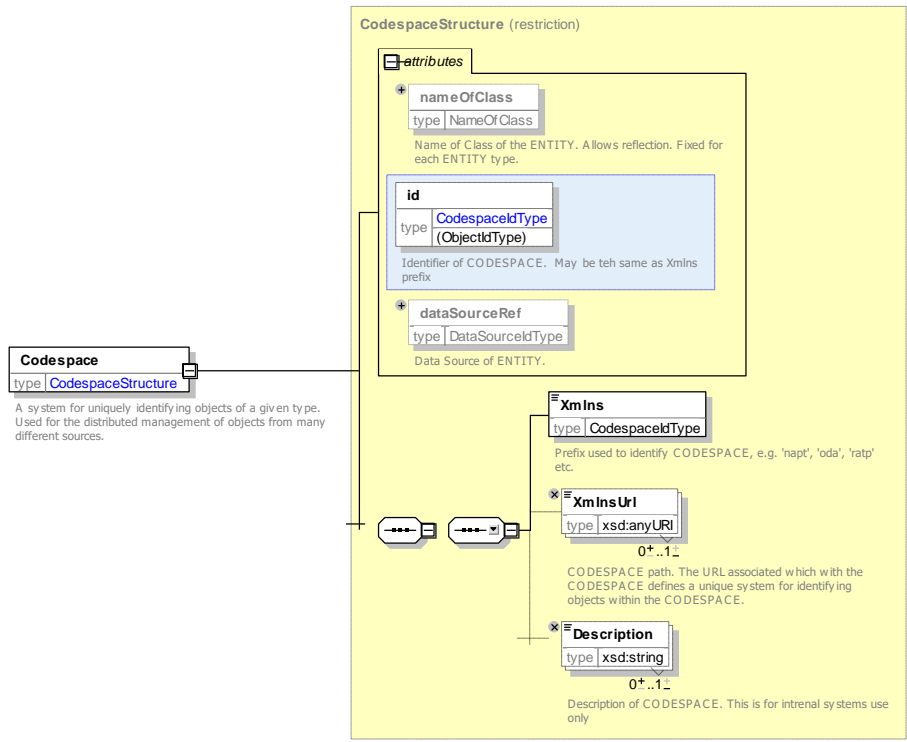 CodespaceStructure (restriction)
attributes
nameOfClass
type NameOfClass
Name of Class of the ENTITY. Allows reflection. Fixed for
each ENTITY type.
id
type CodespaceIdType
(ObjectIdType)
Identifier of CODESPACE. May be teh same as Xmlns
prefix
dataSourceRef
type DataSourceIdType
Data Source of ENTITY.
Codespace
type CodespaceStructure
A system for uniquely identifying objects of a given type.
Used for the distributed management of objects from many
different sources.
Xmlns
type CodespaceIdType
Prefix used to identify CODESPACE, e.g. 'napt', 'oda', 'ratp'
etc.
XmlnsUrl
type xsd:anyURI
0..1
CODESPACE path. The URL associated which with the
CODESPACE defines a unique system for identifying
objects within the CODESPACE.
Description
type xsd:string
0..1
Description of CODESPACE. This is for intrenal systems use
only